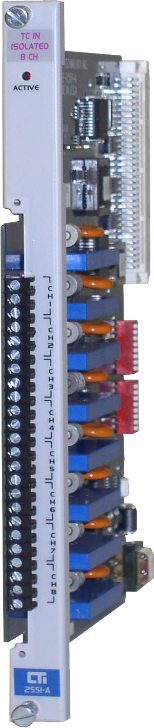 TC IN
ISOLATED
8 CH
ACTIVE
CH1
CH2
CH3
CH4
CH5
CH6
CH7
CH8
CTi
2551-A